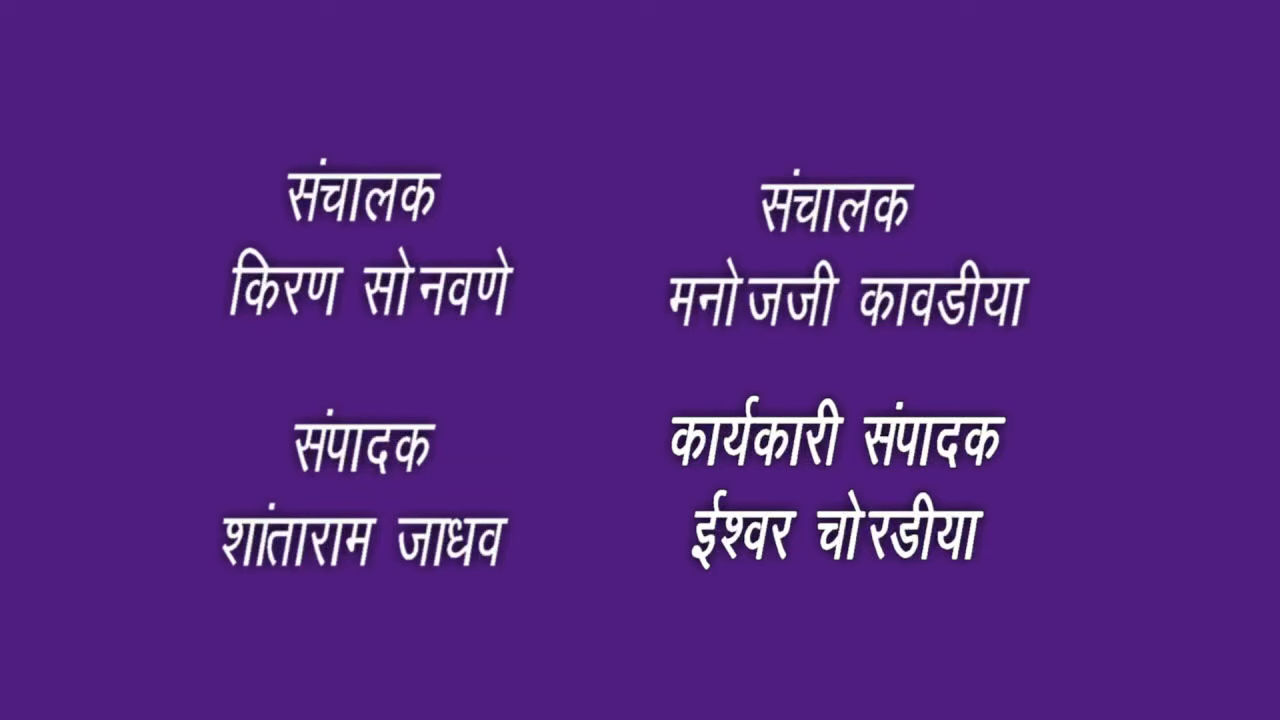 संचालक
किरण सोनवणे
संचालक
मनोजजी कावडीया
संपादक
शांताराम जाधव
कार्यकारी संपादक
ईश्वर चोरडीया